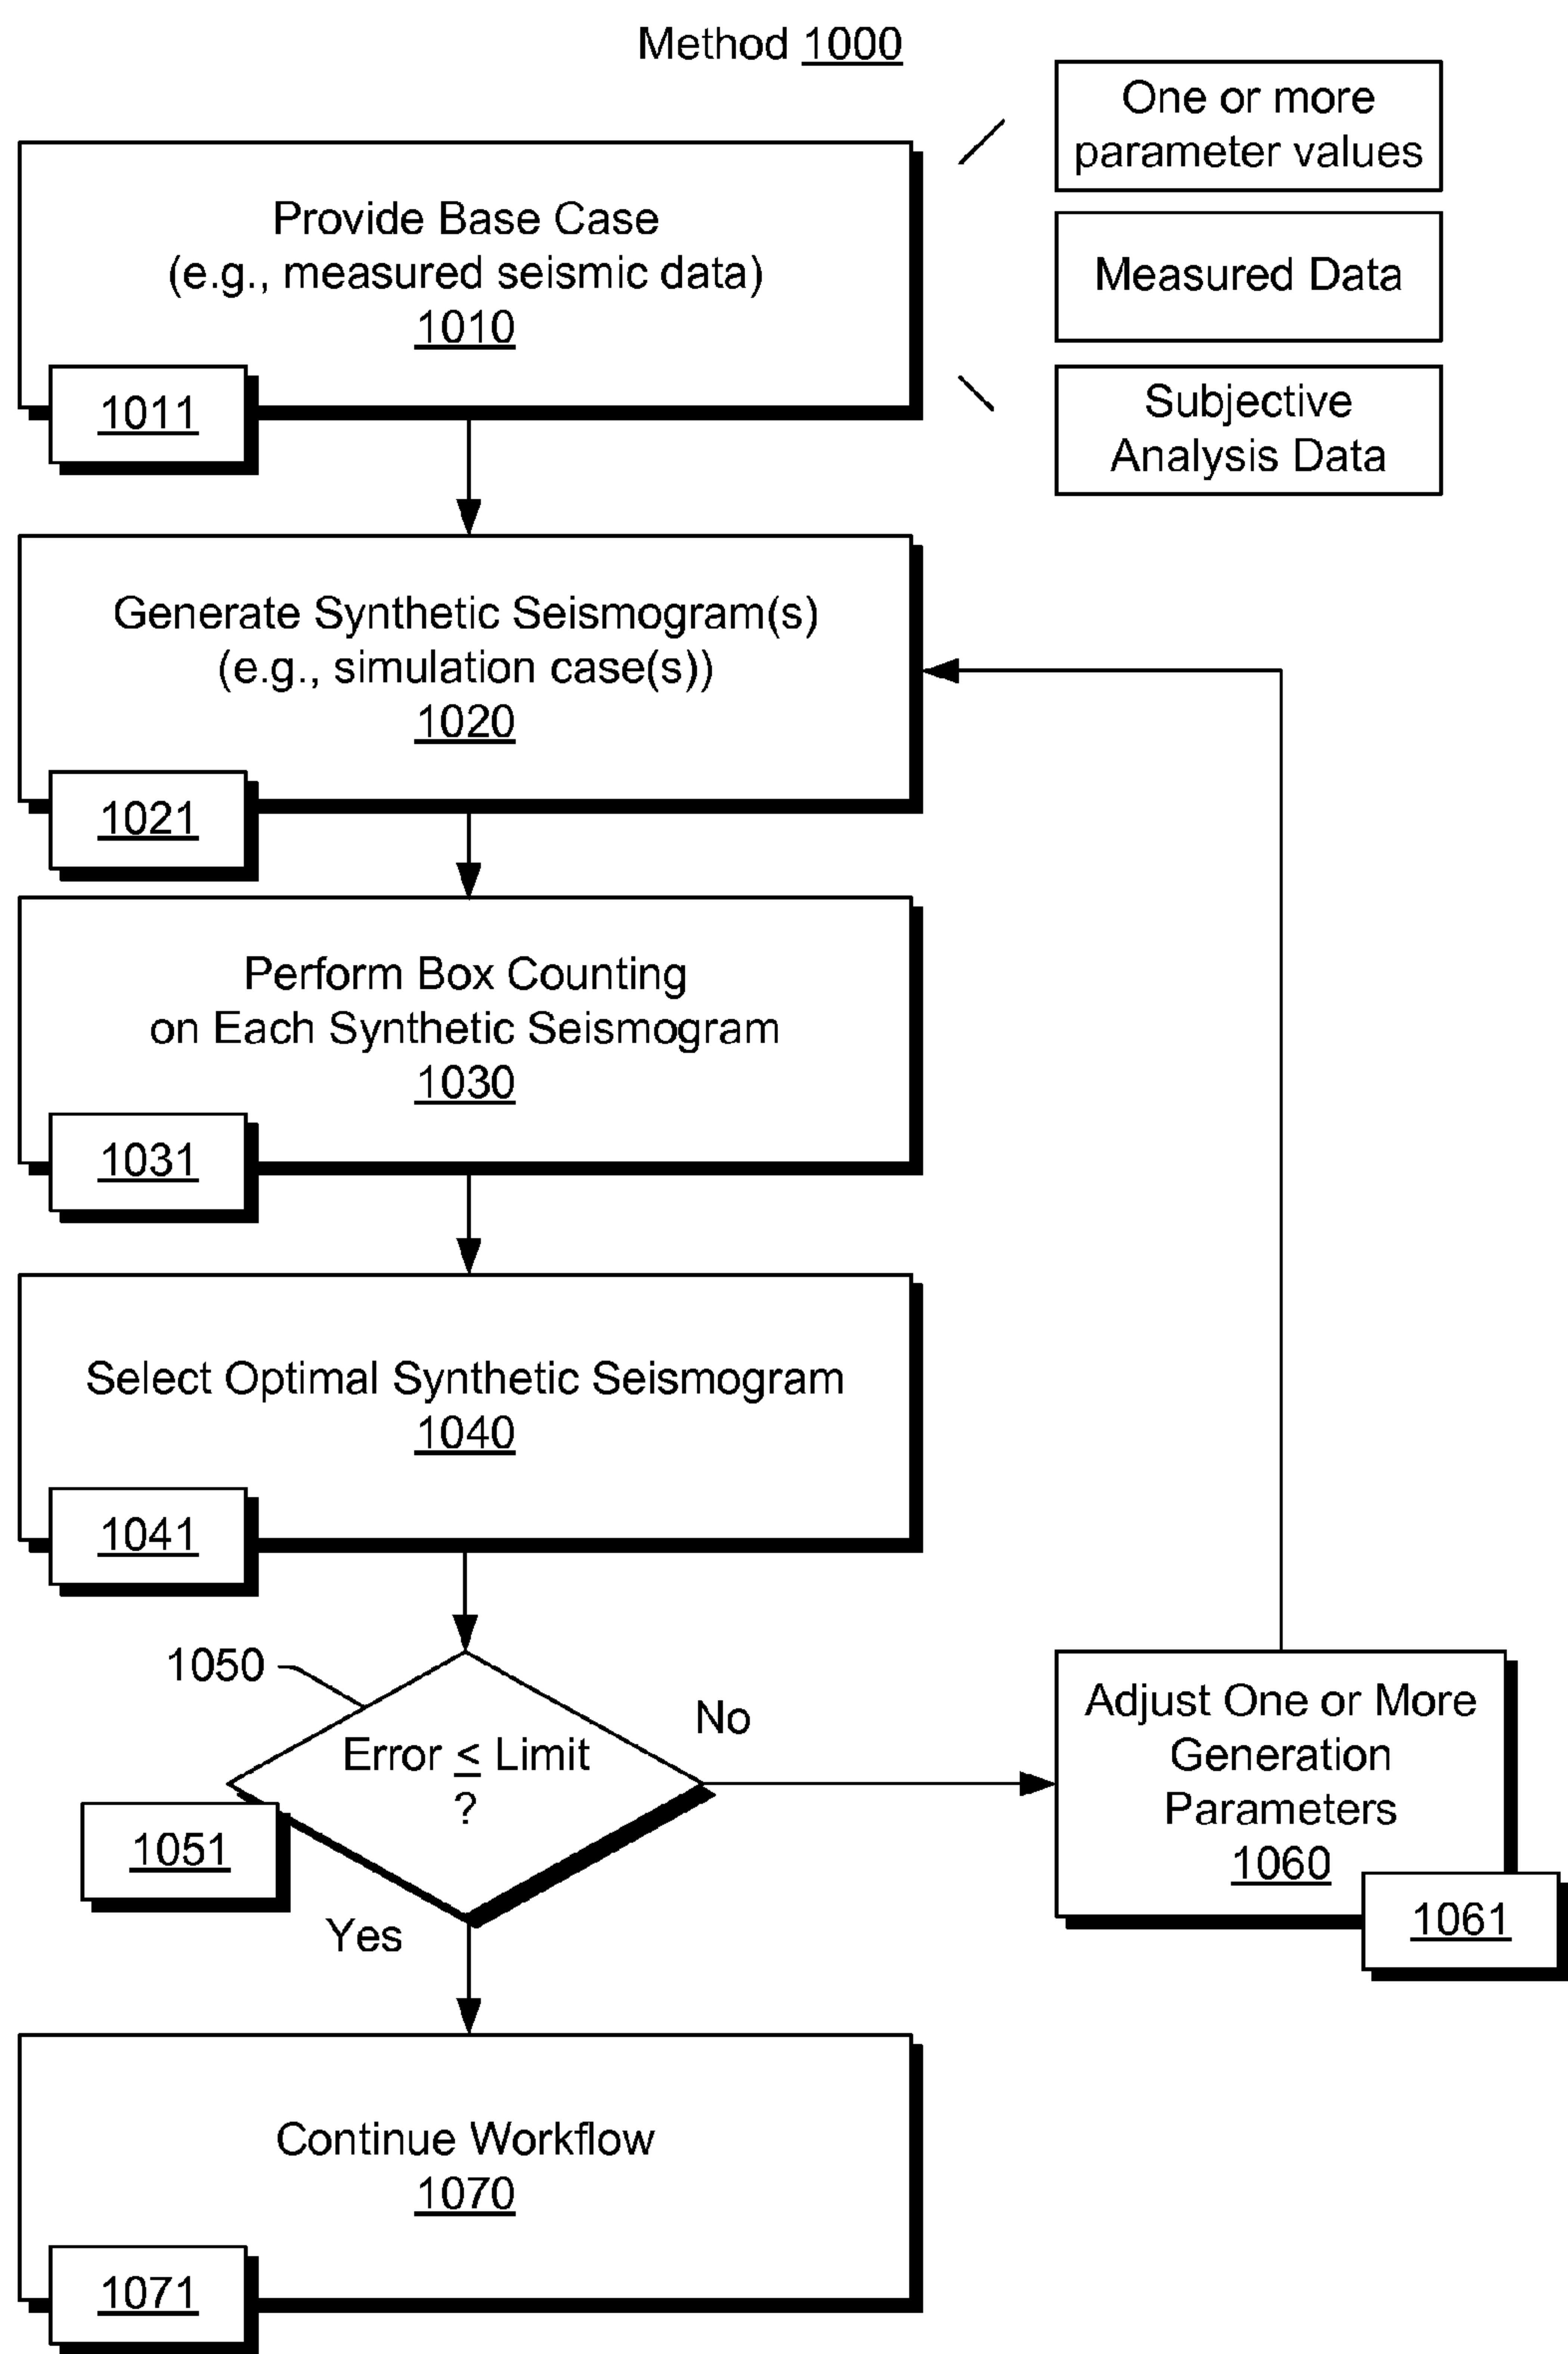 Method 1000
One or more
parameter values
Provide Base Case
(e.g., measured seismic data)
1010
Measured Data
1011
Subjective
Analysis Data
Generate Synthetic Seismogram(s)
(e.g., simulation case(s))
1020
1021
Perform Box Counting
on Each Synthetic Seismogram
1030
1031
Select Optimal Synthetic Seismogram
1040
1041
1050
Error ≤ Limit
?
No
1051
Yes
Adjust One or More
Generation
Parameters
1060
1061
Continue Workflow
1070
1071